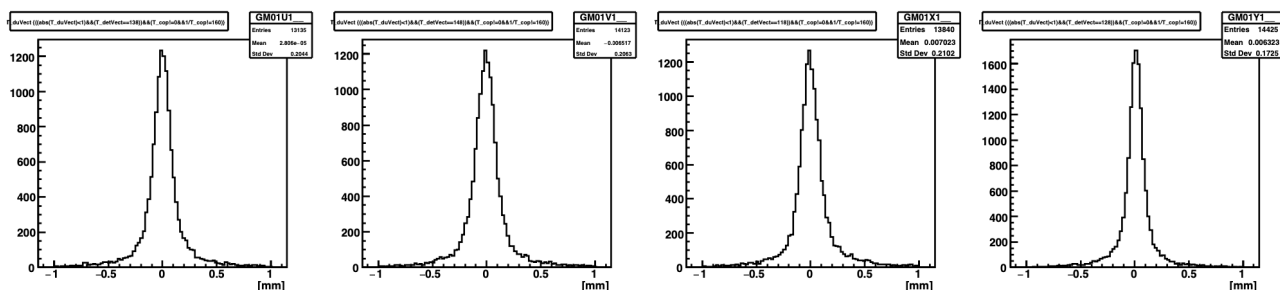 T_duVect {((abs(T_duVect)<1)&&(T_detVect==138)&&(T_cop!=0&&1/T_cop!=160)}
GM01U1__
Entries 13135
Mean 2.806e-05
Std Dev 0.2044
1200
1000
800
600
400
200
0
−1 −0.5 0 0.5 1
[mm]
T_duVect {((abs(T_duVect)<1)&&(T_detVect==148)&&(T_cop!=0&&1/T_cop!=160)}
GM01V1__
Entries 14123
Mean −0.006517
Std Dev 0.2063
1200
1000
800
600
400
200
0
−1 −0.5 0 0.5 1
[mm]
T_duVect {((abs(T_duVect)<1)&&(T_detVect==118)&&(T_cop!=0&&1/T_cop!=160)}
GM01X1__
Entries 13840
Mean 0.007023
Std Dev 0.2102
1200
1000
800
600
400
200
0
−1 −0.5 0 0.5 1
[mm]
T_duVect {((abs(T_duVect)<1)&&(T_detVect==128)&&(T_cop!=0&&1/T_cop!=160)}
GM01Y1__
Entries 14425
Mean 0.006323
Std Dev 0.1725
1600
1400
1200
1000
800
600
400
200
0
−1 −0.5 0 0.5 1
[mm]